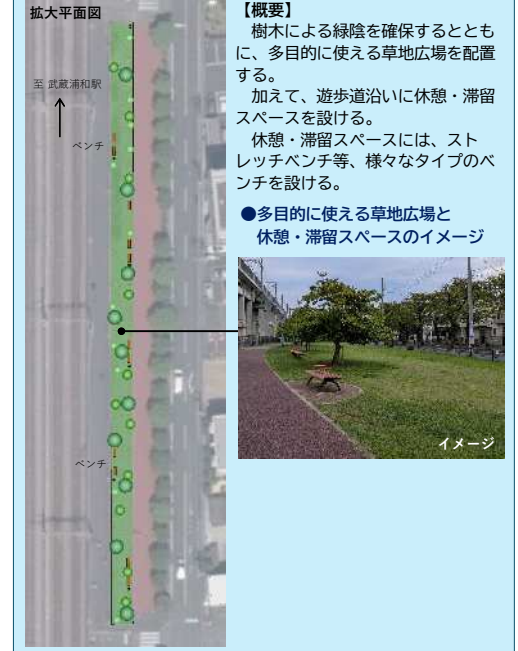 拡大平面図
至 武蔵浦和駅
ベンチ
ベンチ
【概要】
樹木による緑陰を確保するととも
に、多目的に使える草地広場を配置
する。
加えて、遊歩道沿いに休憩・滞留
スペースを設ける。
休憩・滞留スペースには、スト
レッチベンチ等、様々なタイプのベ
ンチを設ける。
●多目的に使える草地広場と
休憩・滞留スペースのイメージ
イメージ